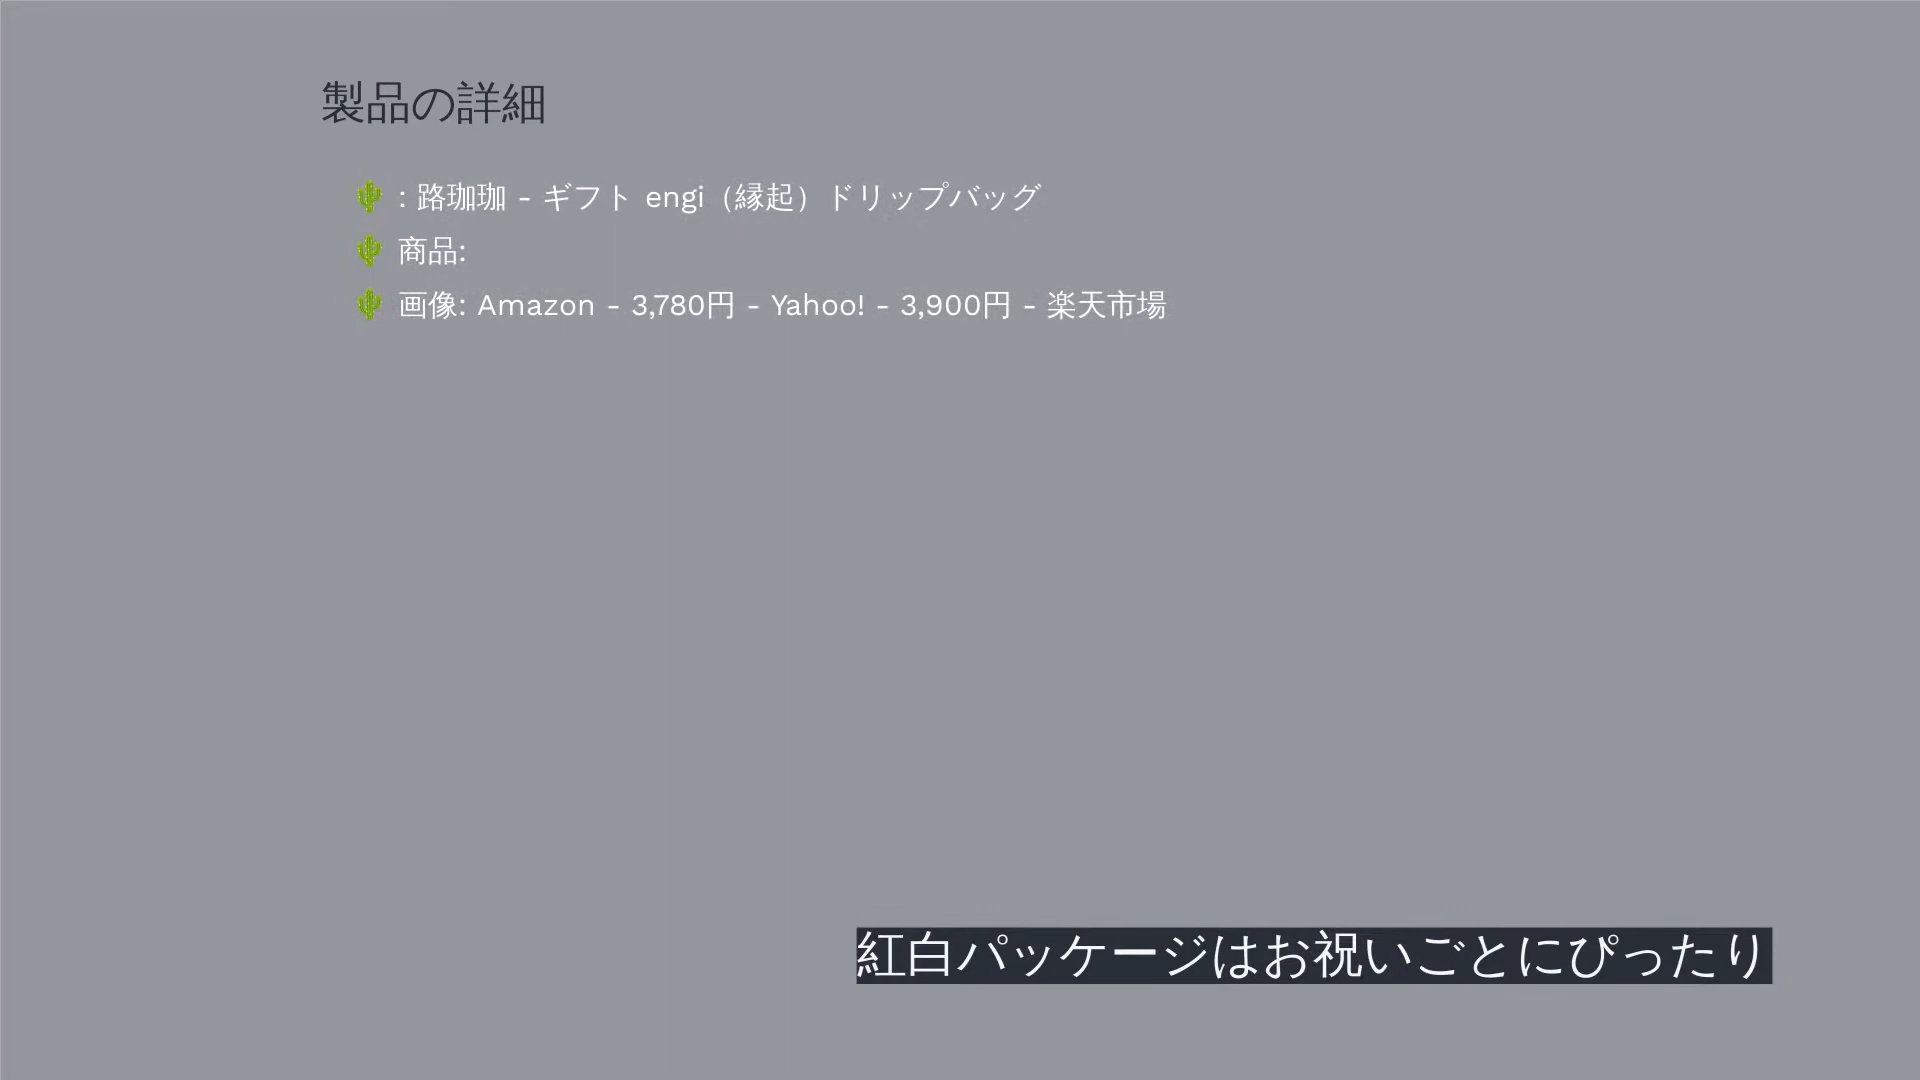 製品の詳細
🌵 : 路珈珈 - ギフト engi（縁起）ドリップバッグ
🌵 商品:
🌵 画像: Amazon - 3,780円 - Yahoo! - 3,900円 - 楽天市場
紅白パッケージはお祝いごとにぴったり